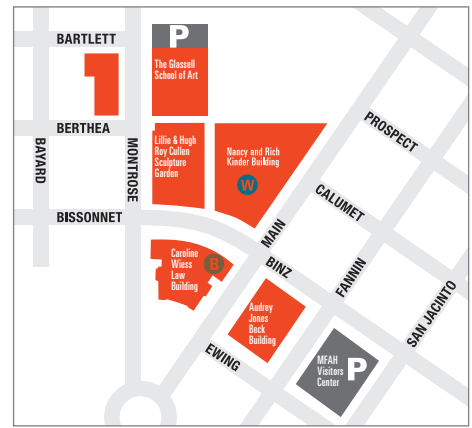 BARTLETT
P
The Glassell
School of Art
BERTHEA
BAYARD
MONTROSE
Lillie & Hugh
Roy Cullen
Sculpture
Garden
Nancy and Rich
Kinder Building
W
PROSPECT
CALUMET
BISSONNET
MAIN
Caroline
Wiess
Law
Building
B
BINZ
FANNIN
SAN JACINTO
Audrey
Jones
Beck
Building
EWING
MFAH
Visitors
Center
P